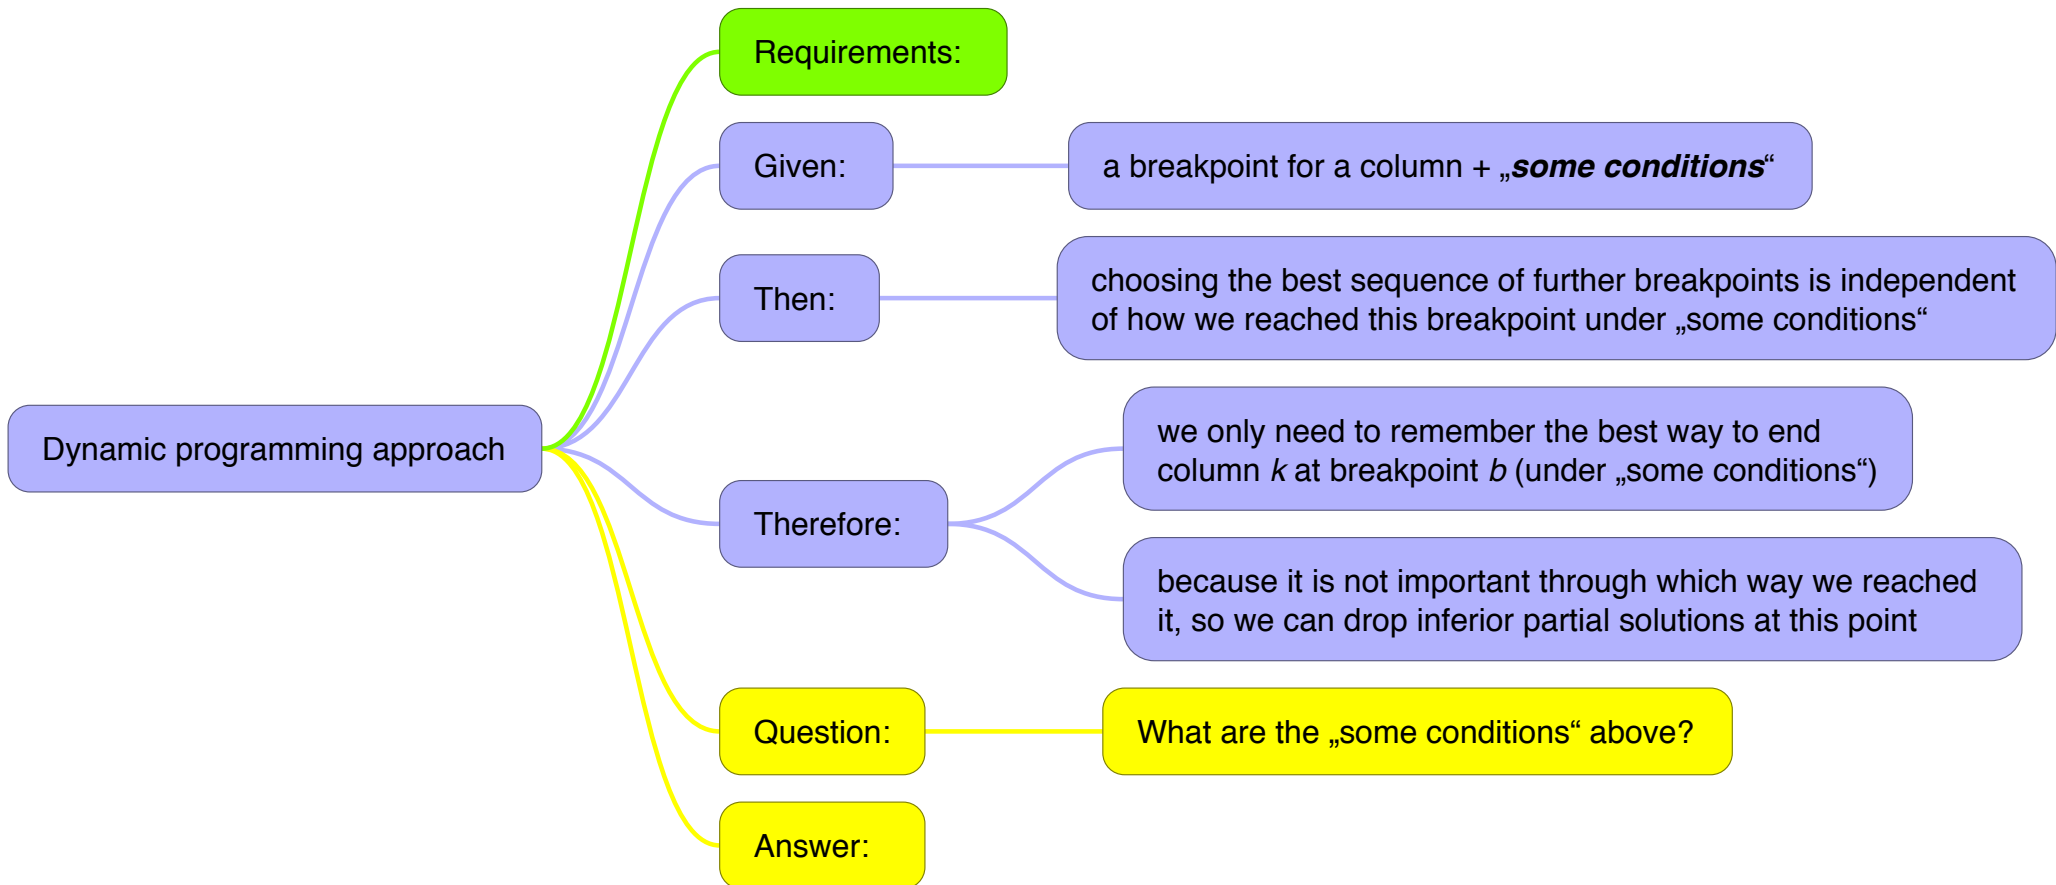 Dynamic programming approach
Requirements:
Given:
a breakpoint for a column + „some conditions“
Then:
choosing the best sequence of further breakpoints is independent
of how we reached this breakpoint under „some conditions“
Therefore:
we only need to remember the best way to end
column k at breakpoint b (under „some conditions“)
because it is not important through which way we reached
it, so we can drop inferior partial solutions at this point
Question:
What are the „some conditions“ above?
Answer: